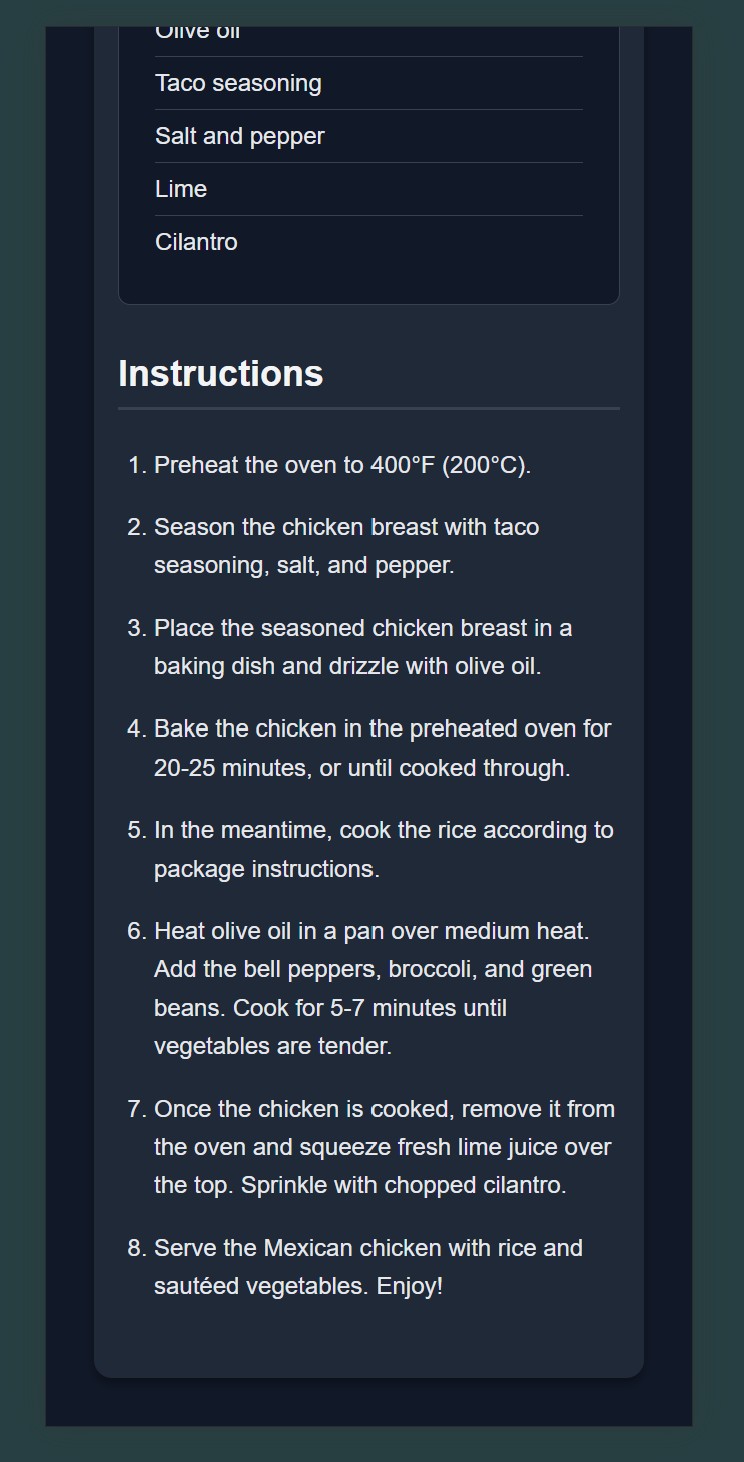 Olive oil
Taco seasoning
Salt and pepper
Lime
Cilantro
Instructions
1. Preheat the oven to 400°F (200°C).
2. Season the chicken breast with taco
seasoning, salt, and pepper.
3. Place the seasoned chicken breast in a
baking dish and drizzle with olive oil.
4. Bake the chicken in the preheated oven for
20-25 minutes, or until cooked through.
5. In the meantime, cook the rice according to
package instructions.
6. Heat olive oil in a pan over medium heat.
Add the bell peppers, broccoli, and green
beans. Cook for 5-7 minutes until
vegetables are tender.
7. Once the chicken is cooked, remove it from
the oven and squeeze fresh lime juice over
the top. Sprinkle with chopped cilantro.
8. Serve the Mexican chicken with rice and
sautéed vegetables. Enjoy!